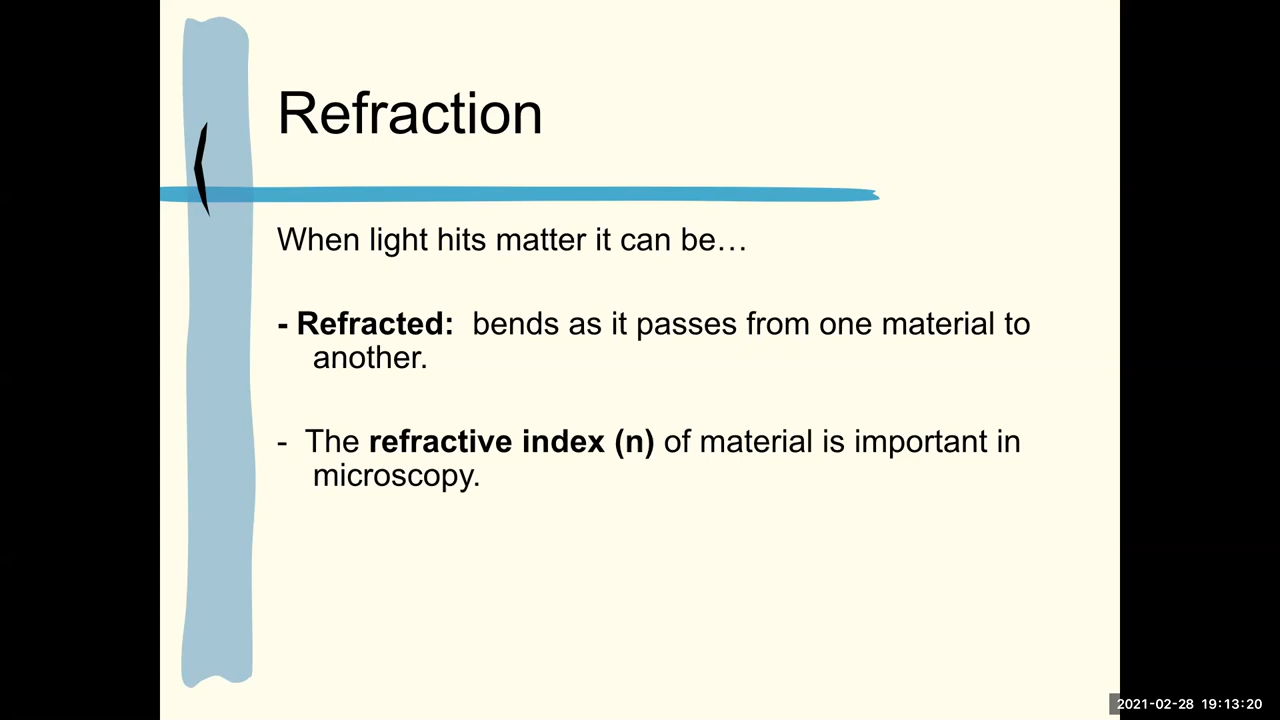 Refraction
When light hits matter it can be…
- Refracted: bends as it passes from one material to
another.
- The refractive index (n) of material is important in
microscopy.
2021-02-28 19:13:20